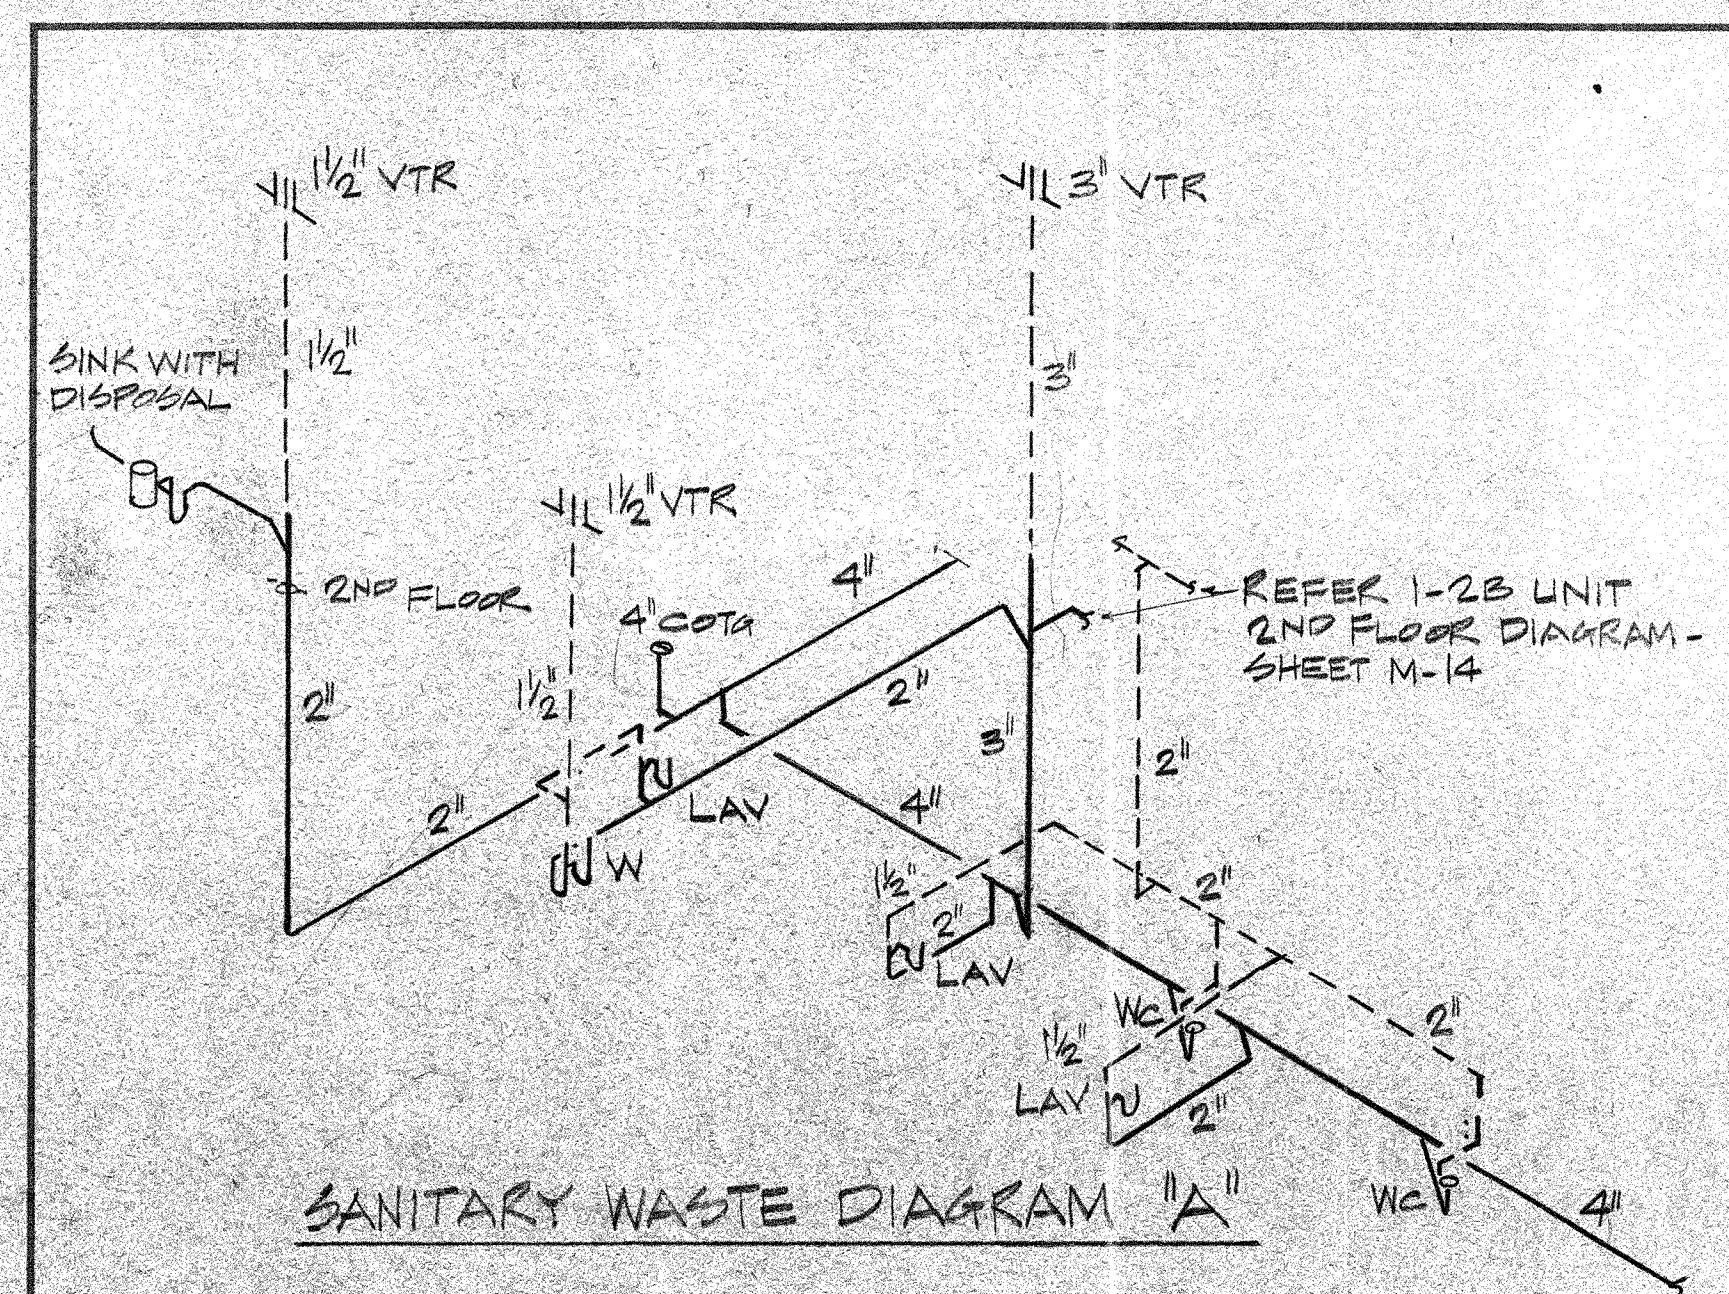 1½" VTR
3" VTR
SINK WITH
DISPOSAL
1½"
3"
1½" VTR
2ND FLOOR
4" COTG
4"
REFER 1-2B UNIT
2ND FLOOR DIAGRAM-
SHEET M-14
2"
1½"
2"
3"
2"
2"
LAV
4"
W
1½"
2"
2"
LAV
WC
2"
1½"
LAV
2"
WC
4"
SANITARY WASTE DIAGRAM "A"